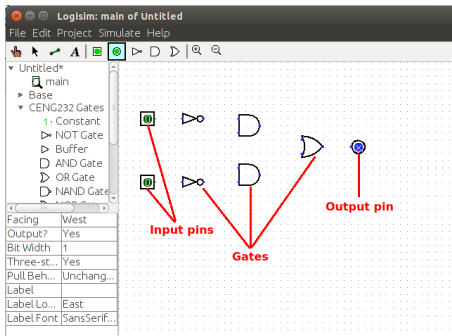 Logisim: main of Untitled
File Edit Project Simulate Help
A
Untitled*
main
Base
CENG232 Gates
1 Constant
NOT Gate
Buffer
AND Gate
OR Gate
NAND Gate
Facing West
Output? Yes
Bit Width 1
Three-st... Yes
Pull Beh... Unchang...
Label
Label Lo... East
Label Font SansSerif...
Input pins
Gates
Output pin